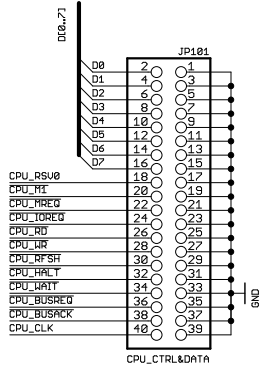 D[0..7]
JP101
D0 2 1
D1 4 3
D2 6 5
D3 8 7
D4 10 9
D5 12 11
D6 14 13
D7 16 15
CPU_RSV0 18 17
CPU_M1 20 19
CPU_MREQ 22 21
CPU_IOREQ 24 23
CPU_RD 26 25
CPU_WR 28 27
CPU_RFSH 30 29
CPU_HALT 32 31
CPU_WAIT 34 33
CPU_BUSREQ 36 35
CPU_BUSACK 38 37
CPU_CLK 40 39
GND
CPU_CTRL&DATA